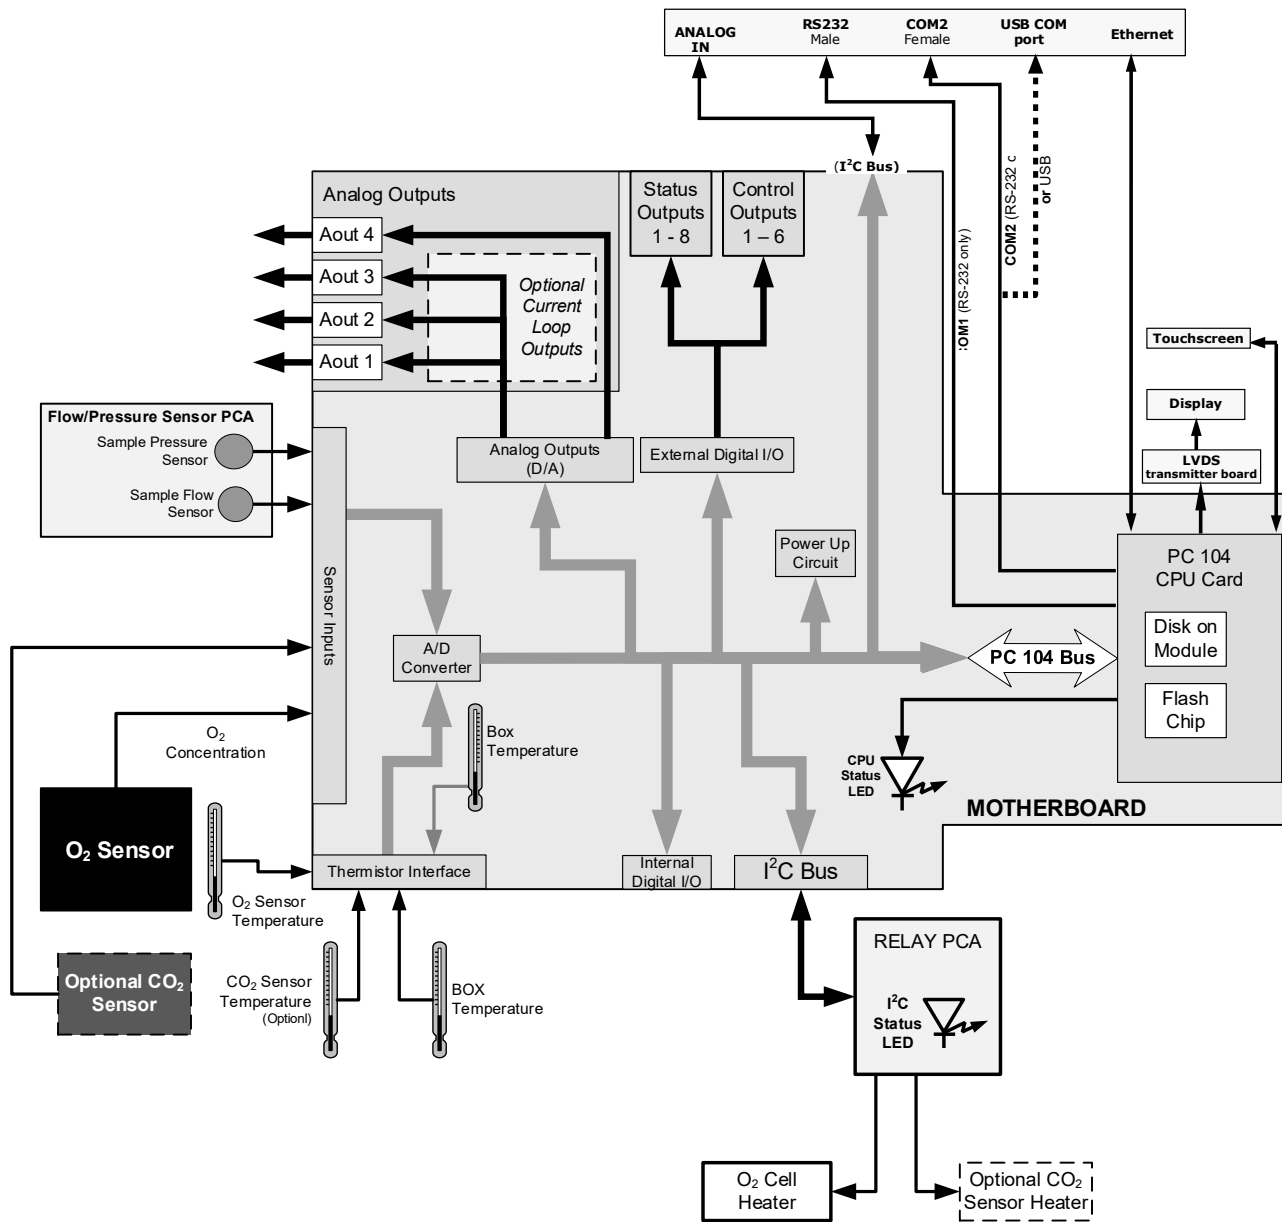 ANALOG
IN
RS232
Male
COM2
Female
USB COM
port
Ethernet
(I²C Bus)
:OM1 (RS-232 only)
COM2 (RS-232 c
or USB
Analog Outputs
Aout 4
Aout 3
Aout 2
Aout 1
Optional
Current
Loop
Outputs
Status
Outputs
1 - 8
Control
Outputs
1 – 6
Touchscreen
Display
LVDS
transmitter board
Flow/Pressure Sensor PCA
Sample Pressure
Sensor
Sample Flow
Sensor
Analog Outputs
(D/A)
External Digital I/O
Sensor Inputs
Power Up
Circuit
PC 104
CPU Card
Disk on
Module
Flash
Chip
A/D
Converter
PC 104 Bus
O₂
Concentration
Box
Temperature
CPU
Status
LED
MOTHERBOARD
O₂ Sensor
Thermistor Interface
Internal
Digital I/O
I²C Bus
O₂ Sensor
Temperature
Optional CO₂
Sensor
CO₂ Sensor
Temperature
(Optionl)
BOX
Temperature
RELAY PCA
I²C
Status
LED
O₂ Cell
Heater
Optional CO₂
Sensor Heater